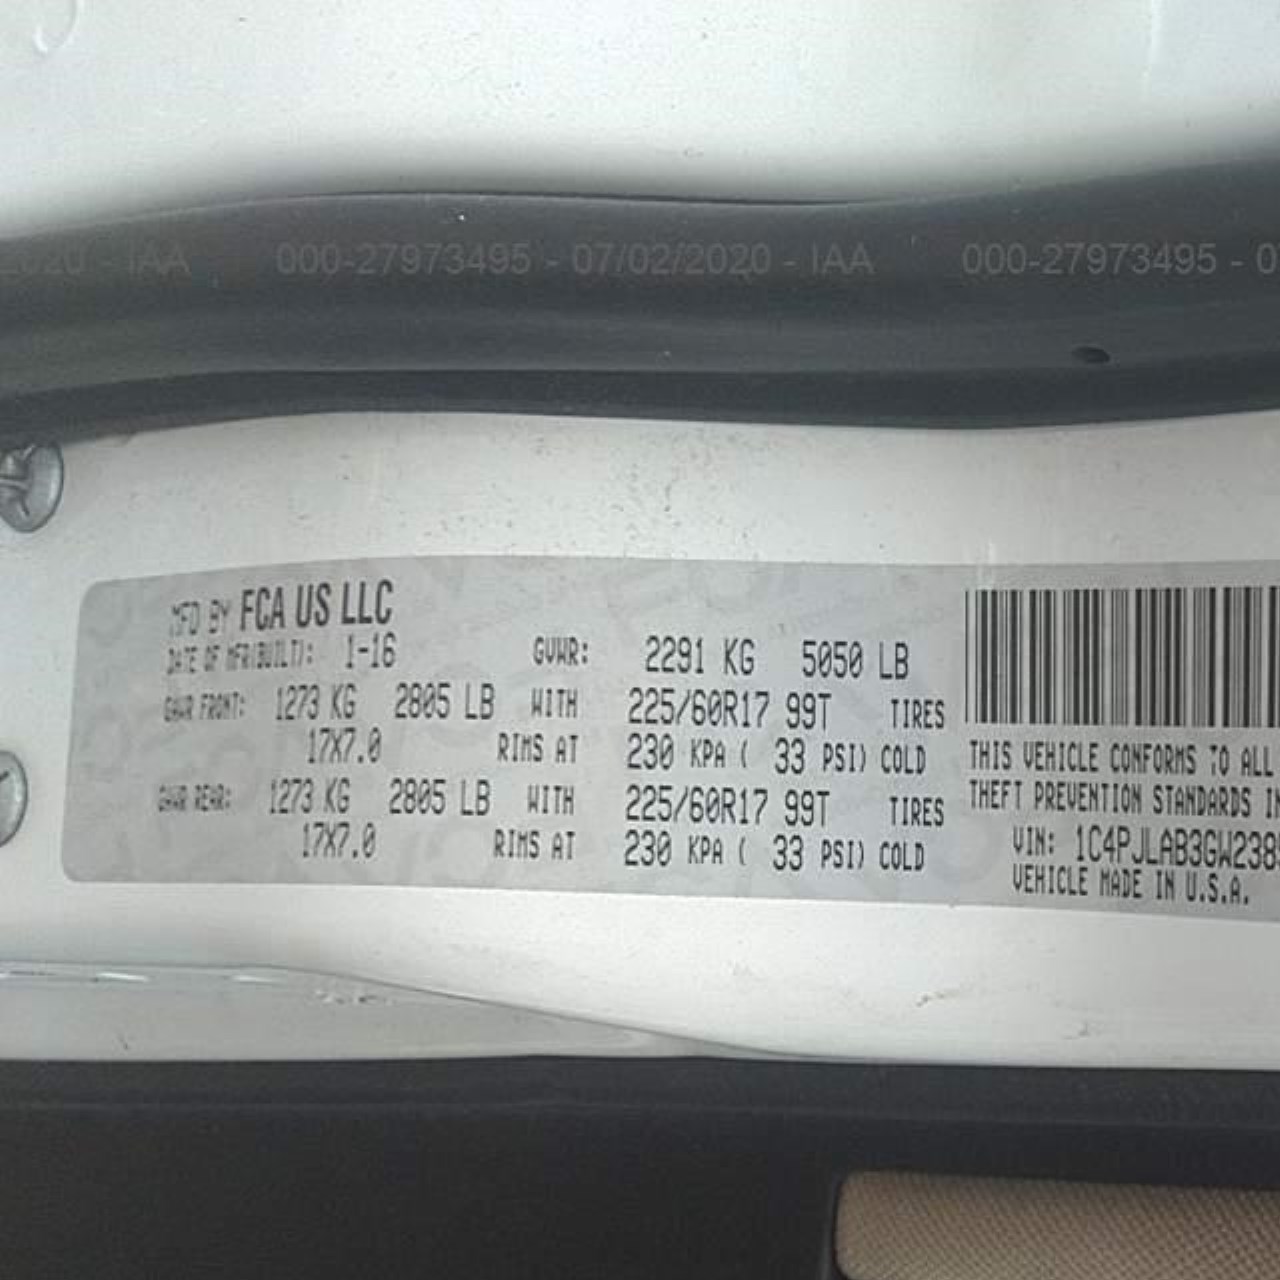 2020 - IAA 000-27973495 - 07/02/2020 - IAA 000-27973495 - 0
MFD BY FCA US LLC
DATE OF MFR(BUILT): 1-16 GVWR: 2291 KG 5050 LB
GAWR FRONT: 1273 KG 2805 LB WITH 225/60R17 99T TIRES
17X7.0 RIMS AT 230 KPA ( 33 PSI) COLD
GAWR REAR: 1273 KG 2805 LB WITH 225/60R17 99T TIRES
17X7.0 RIMS AT 230 KPA ( 33 PSI) COLD
THIS VEHICLE CONFORMS TO ALL
THEFT PREVENTION STANDARDS IN
VIN: 1C4PJLAB3GW238
VEHICLE MADE IN U.S.A.